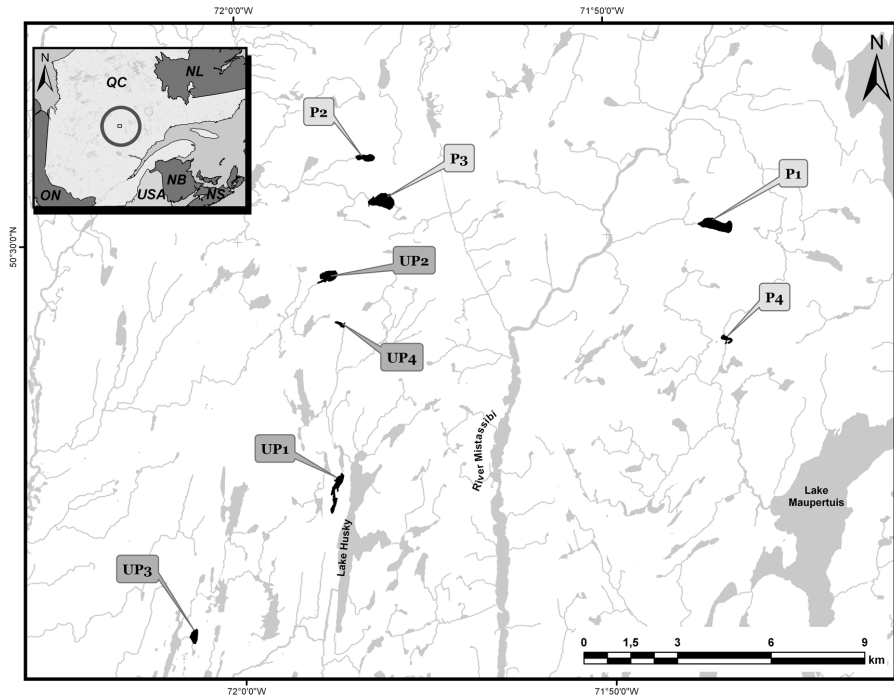 72°0'0"W
71°50'0"W
N
NL
QC
ON
USA
NB
NS
N
P2
P3
P1
50°30'0"N
UP2
P4
UP4
River Mistassibi
UP1
Lake
Maupertuis
Lake Husky
UP3
0 1,5 3 6 9
km
72°0'0"W
71°50'0"W